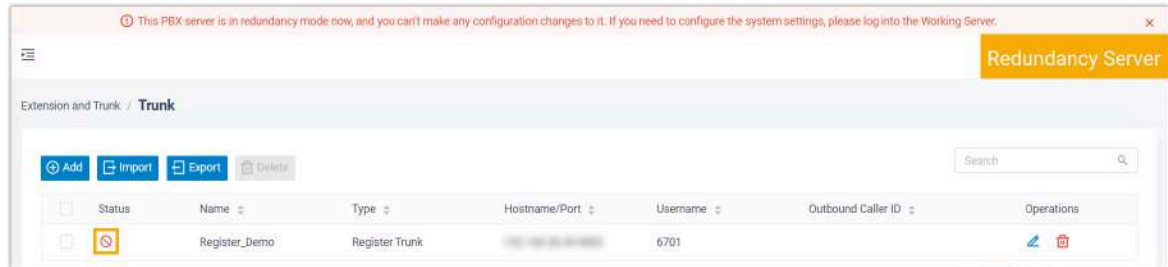 This PBX server is in redundancy mode now, and you can't make any configuration changes to it. If you need to configure the system settings, please log into the Working Server.
Redundancy Server
Extension and Trunk / Trunk
Add Import Export Delete Search
Status Name Type Hostname/Port Username Outbound Caller ID Operations
Register_Demo Register Trunk 6701